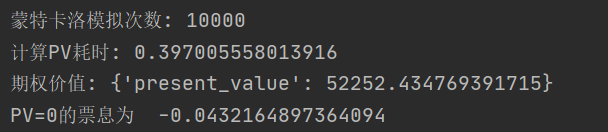 蒙特卡洛模拟次数: 10000
计算PV耗时: 0.397005558013916
期权价值: {'present_value': 52252.434769391715}
PV=0的票息为  -0.0432164897364094